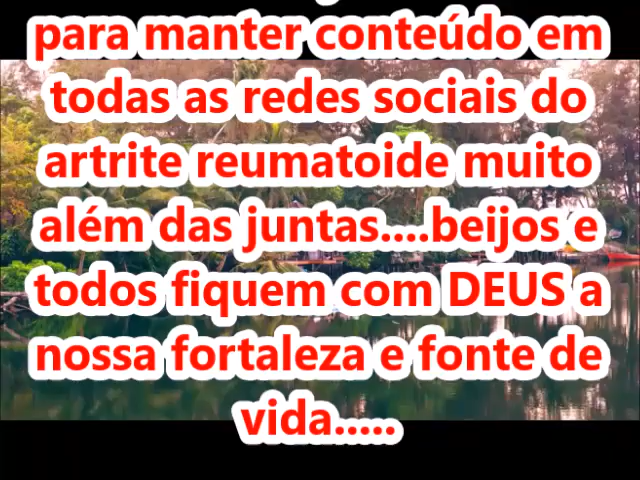 para manter conteúdo em
todas as redes sociais do
artrite reumatoide muito
além das juntas....beijos e
todos fiquem com DEUS a
nossa fortaleza e fonte de
vida.....